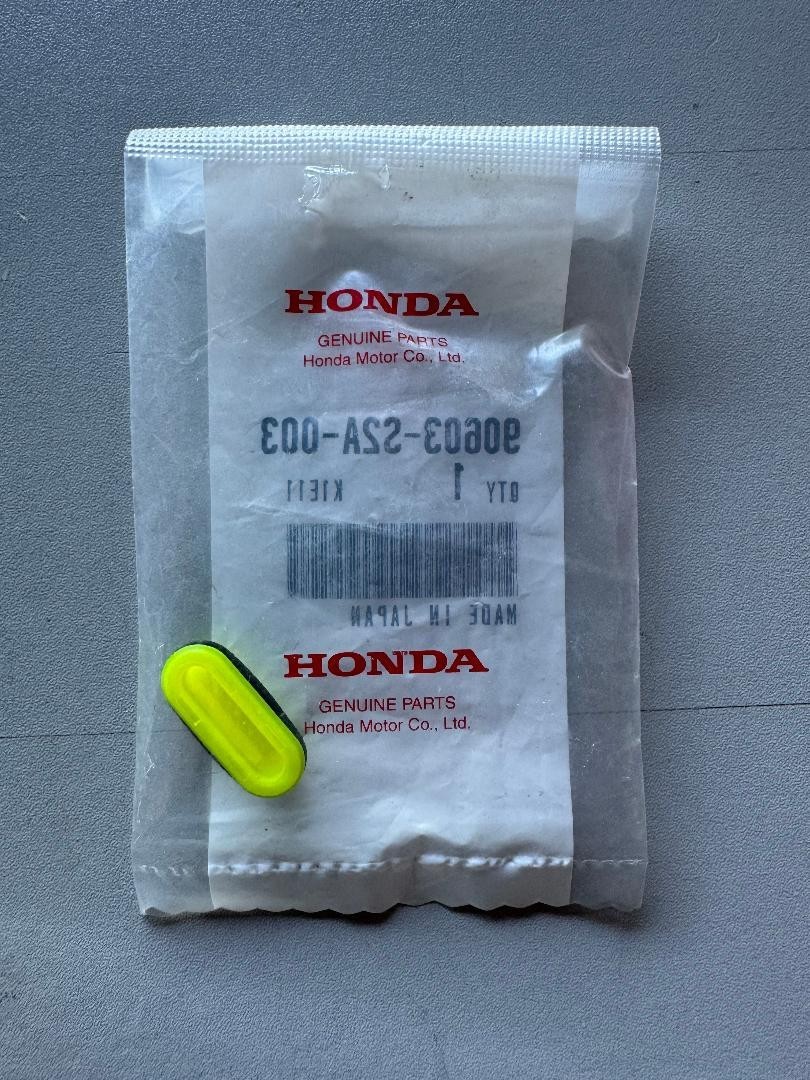 HONDA
GENUINE PARTS
Honda Motor Co., Ltd.
90603-S2A-003
QTY 1 K1E11
MADE IN JAPAN
HONDA
GENUINE PARTS
Honda Motor Co., Ltd.